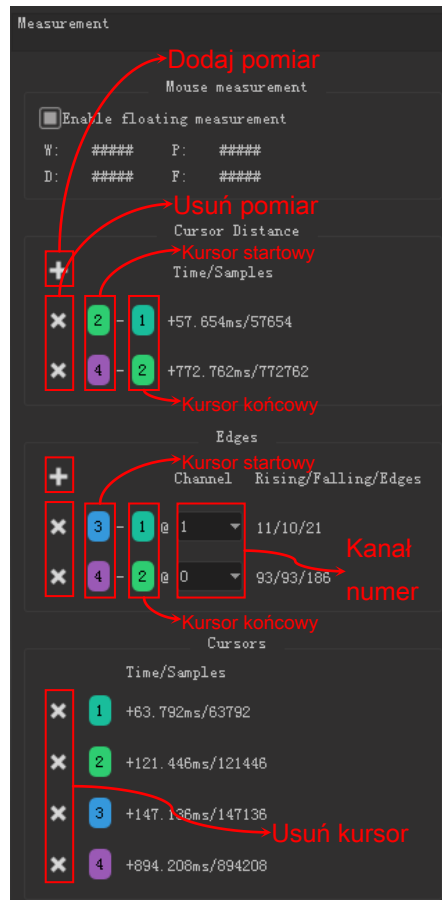 Measurement
Dodaj pomiar
Mouse measurement
Enable floating measurement
W: ##### P: #####
D: ##### F: #####
Usuń pomiar
Cursor Distance
Kursor startowy
Time/Samples
2 - 1 +57.654ms/57654
4 - 2 +772.762ms/772762
Kursor końcowy
Edges
Kursor startowy
Channel Rising/Falling/Edges
3 - 1 @ 1 11/10/21
Kanał
4 - 2 @ 0 93/93/186
numer
Kursor końcowy
Cursors
Time/Samples
1 +63.792ms/63792
2 +121.446ms/121446
3 +147.136ms/147136
Usuń kursor
4 +894.208ms/894208